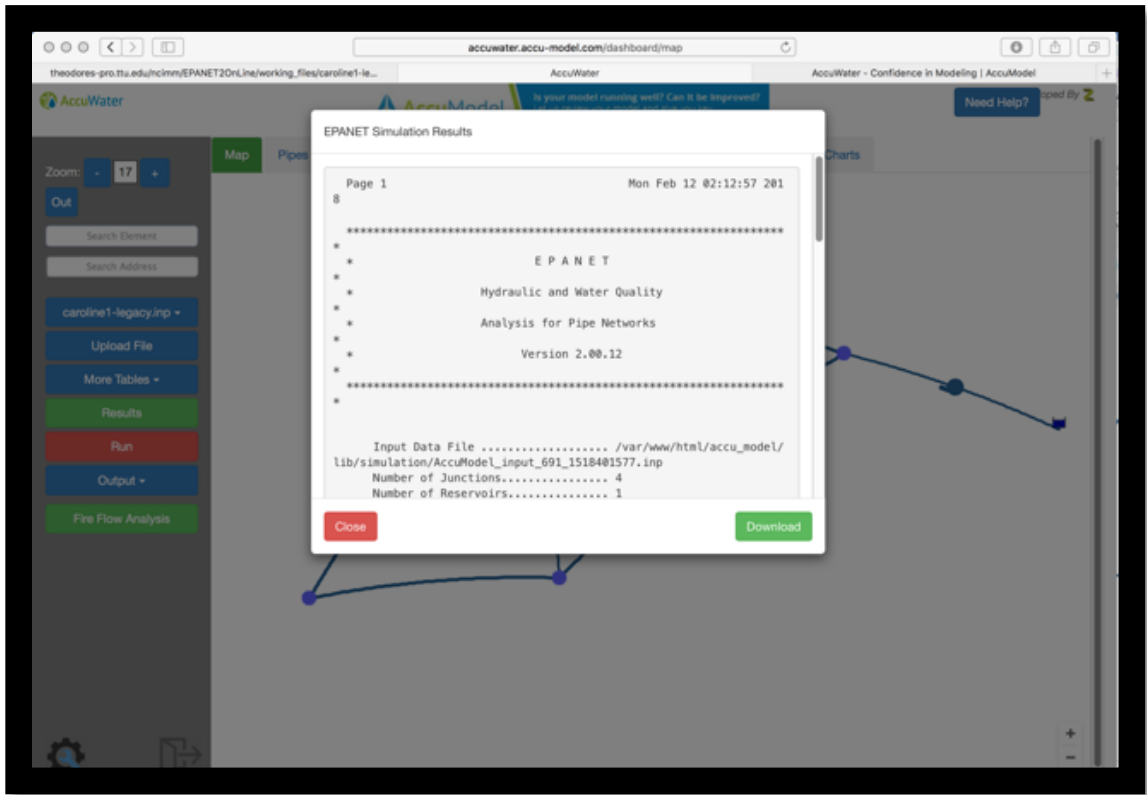 accuwater.accu-model.com/dashboard/map
theodores-pro.ttu.edu/ncimm/EPANET2OnLine/working_files/caroline1-le...
AccuWater
AccuWater - Confidence in Modeling | AccuModel
AccuWater
AccuModel
Is your model running well? Can it be improved?
Need Help?
oped By
EPANET Simulation Results
Zoom:
-
17
+
Map
Pipes
Charts
Out
Search Element
Search Address
caroline1-legacy.inp
Upload File
More Tables
Results
Run
Output
Fire Flow Analysis
Page 1 Mon Feb 12 02:12:57 201
8
******************************************************************
*
* E P A N E T
*
* Hydraulic and Water Quality
*
* Analysis for Pipe Networks
*
* Version 2.00.12
*
******************************************************************
*
Input Data File ................... /var/www/html/accu_model/
lib/simulation/AccuModel_input_691_1518401577.inp
Number of Junctions................ 4
Number of Reservoirs............... 1
Close
Download
+
-